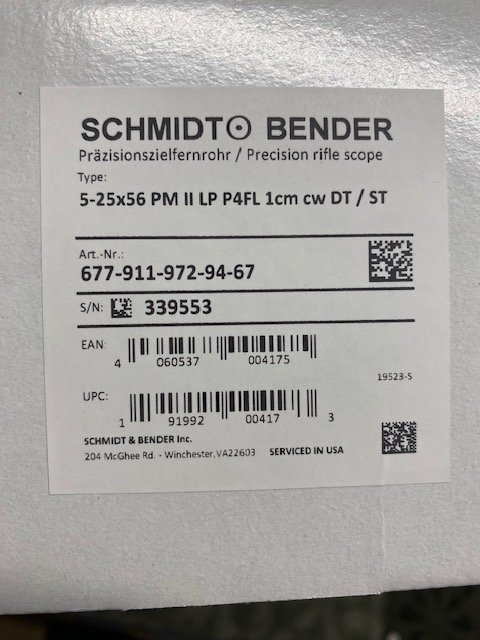 SCHMIDT⊙ BENDER
Präzisionszielfernrohr / Precision rifle scope
Type:
5-25x56 PM II LP P4FL 1cm cw DT / ST
Art.-Nr.:
677-911-972-94-67
S/N: 339553
EAN:
4 060537 004175
19523-S
UPC:
1 91992 00417 3
SCHMIDT & BENDER Inc.
204 McGhee Rd. - Winchester,VA22603 SERVICED IN USA